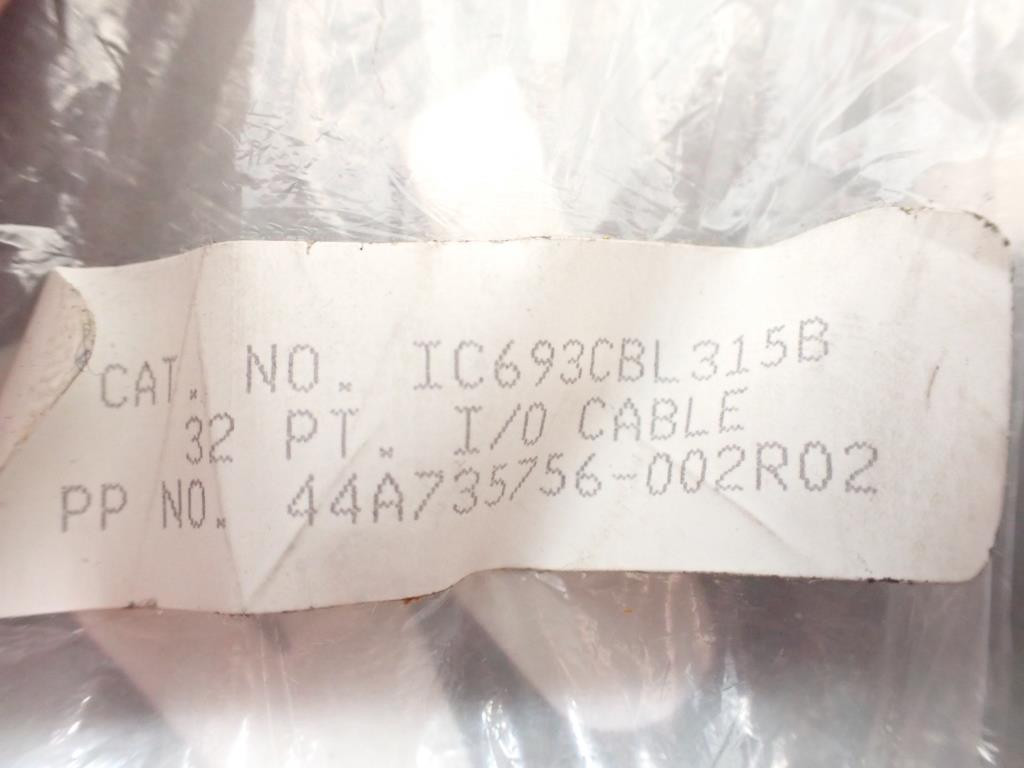 CAT. NO. IC693CBL315B
32 PT. I/O CABLE
PP NO. 44A735756-002R02